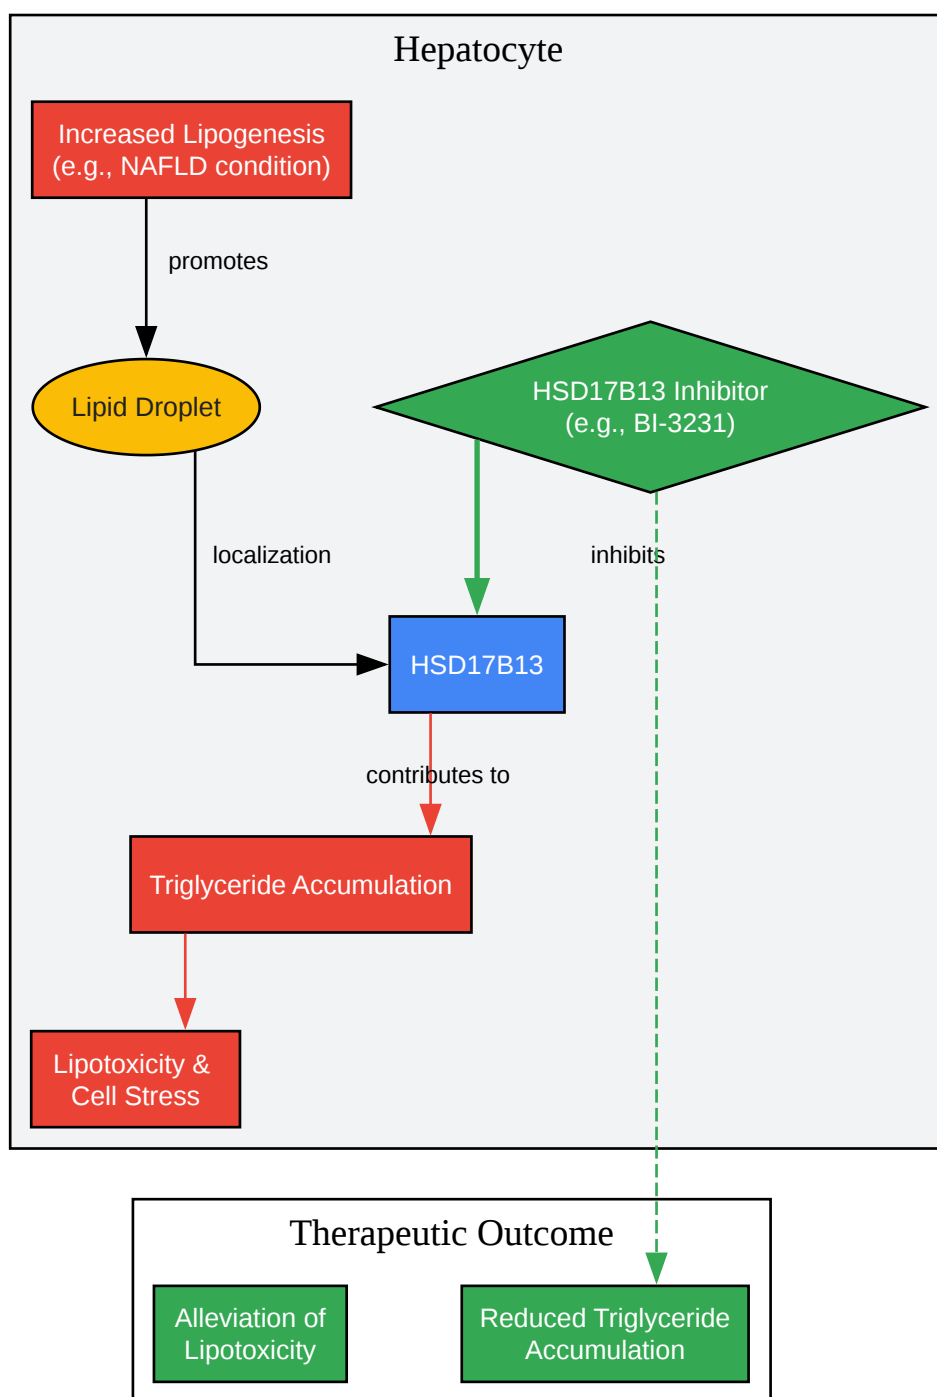 Hepatocyte
Increased Lipogenesis
(e.g., NAFLD condition)
promotes
Lipid Droplet
HSD17B13 Inhibitor
(e.g., BI-3231)
localization
inhibits
HSD17B13
contributes to
Triglyceride Accumulation
Lipotoxicity &
Cell Stress
Therapeutic Outcome
Alleviation of
Lipotoxicity
Reduced Triglyceride
Accumulation